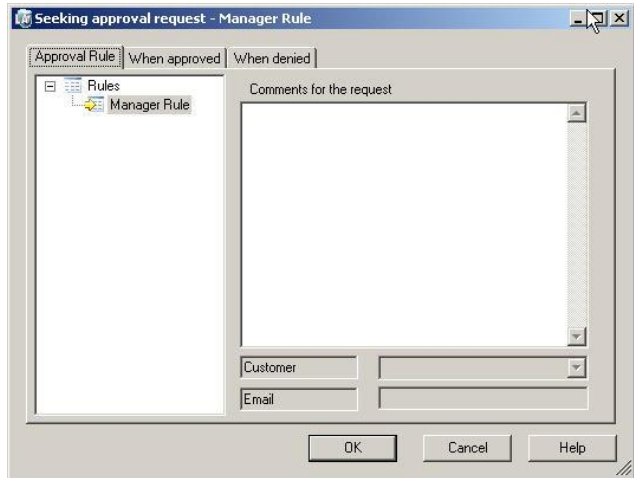 Seeking approval request - Manager Rule
Approval Rule When approved When denied
Rules
Manager Rule
Comments for the request
Customer
Email
OK Cancel Help